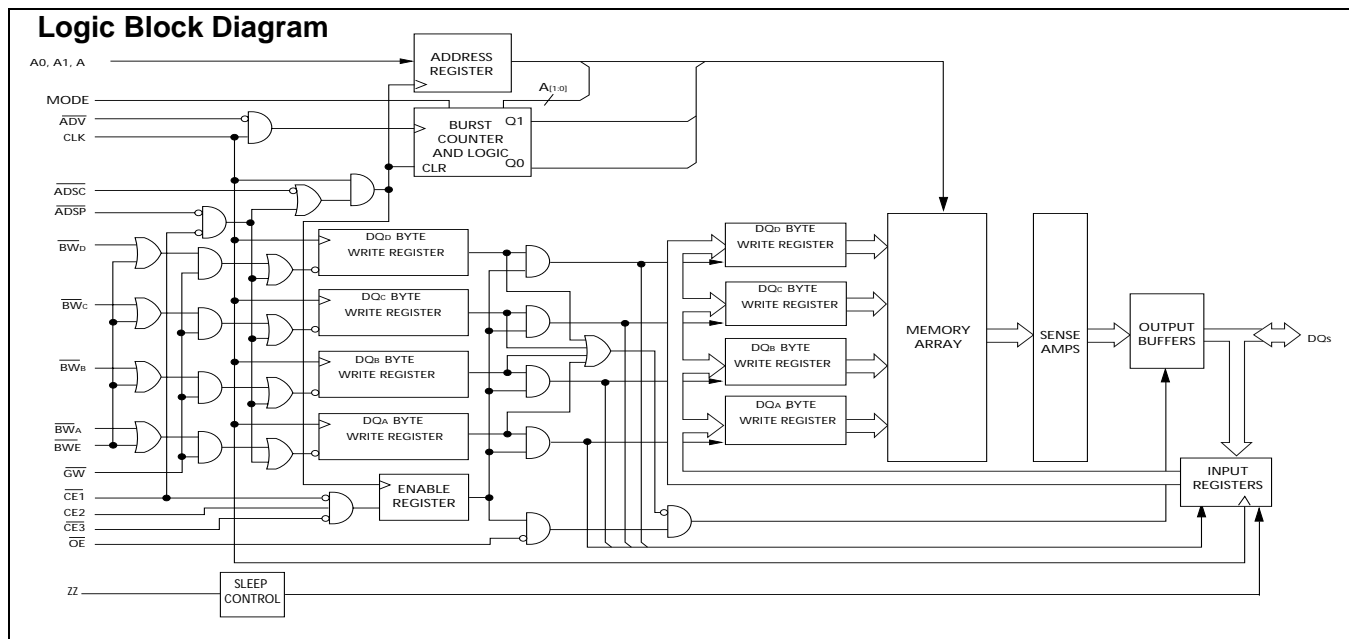 Logic Block Diagram
A0, A1, A
MODE
ADV
CLK
ADSC
ADSP
BWD
BWC
BWB
BWA
BWE
GW
CE1
CE2
CE3
OE
ZZ
ADDRESS
REGISTER
A[1:0]
BURST
COUNTER
AND LOGIC
CLR
Q1
Q0
DQD BYTE
WRITE REGISTER
DQC BYTE
WRITE REGISTER
DQB BYTE
WRITE REGISTER
DQA BYTE
WRITE REGISTER
ENABLE
REGISTER
SLEEP
CONTROL
DQD BYTE
WRITE REGISTER
DQC BYTE
WRITE REGISTER
DQB BYTE
WRITE REGISTER
DQA BYTE
WRITE REGISTER
MEMORY
ARRAY
SENSE
AMPS
OUTPUT
BUFFERS
DQs
INPUT
REGISTERS